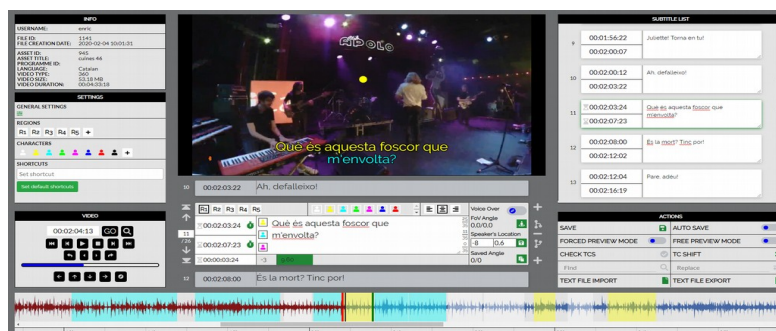 INFO
USERNAME: enric
FILE ID: 1141
FILE CREATION DATE: 2020-02-04 10:01:31
ASSET ID: 945
ASSET TITLE: cuines 46
PROGRAMME ID:
LANGUAGE: Catalan
VIDEO TYPE: 360
VIDEO SIZE: 53.18 MB
VIDEO DURATION: 00:04:23:18
SETTINGS
GENERAL SETTINGS
REGIONS
R1 R2 R3 R4 R5 +
CHARACTERS
+
SHORTCUTS
Set shortcut
Set default shortcuts
VIDEO
00:02:04:13 GO
APOLO
Què és aquesta foscor que
m'envolta?
10 00:02:03:22 Ah, defalleixo!
R1 R2 R3 R4 R5
Voice Over
FoV Angle
0.0/0.0
Speaker's Location
-8 0.6
Saved Angle
0/0
11
/26
00:02:03:24
00:02:07:23
00:00:03:24
Què és aquesta foscor que
m'envolta?
-3
12 00:02:08:00 És la mort? Tinc por!
SUBTITLE LIST
9 00:01:56:22 Juliette! Torna en tu!
00:02:00:07
10 00:02:00:12 Ah, defalleixo!
00:02:03:22
11 00:02:03:24 Què és aquesta foscor que
m'envolta?
00:02:07:23
12 00:02:08:00 És la mort? Tinc por!
00:02:12:02
13 00:02:12:04 Pare, adéu!
00:02:16:19
ACTIONS
SAVE AUTO SAVE
FORCED PREVIEW MODE FREE PREVIEW MODE
CHECK TCS TC SHIFT
Find Replace
TEXT FILE IMPORT TEXT FILE EXPORT